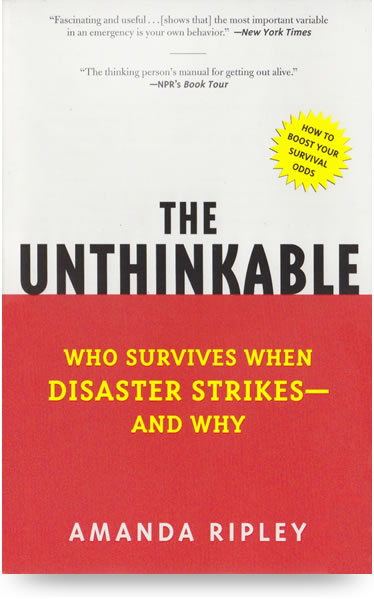 “Fascinating and useful . . . [shows that] the most important variable
in an emergency is your own behavior.” —New York Times
“The thinking person’s manual for getting out alive.”
—NPR’s Book Tour
HOW TO
BOOST YOUR
SURVIVAL
ODDS
THE
UNTHINKABLE
WHO SURVIVES WHEN
DISASTER STRIKES—
AND WHY
AMANDA RIPLEY